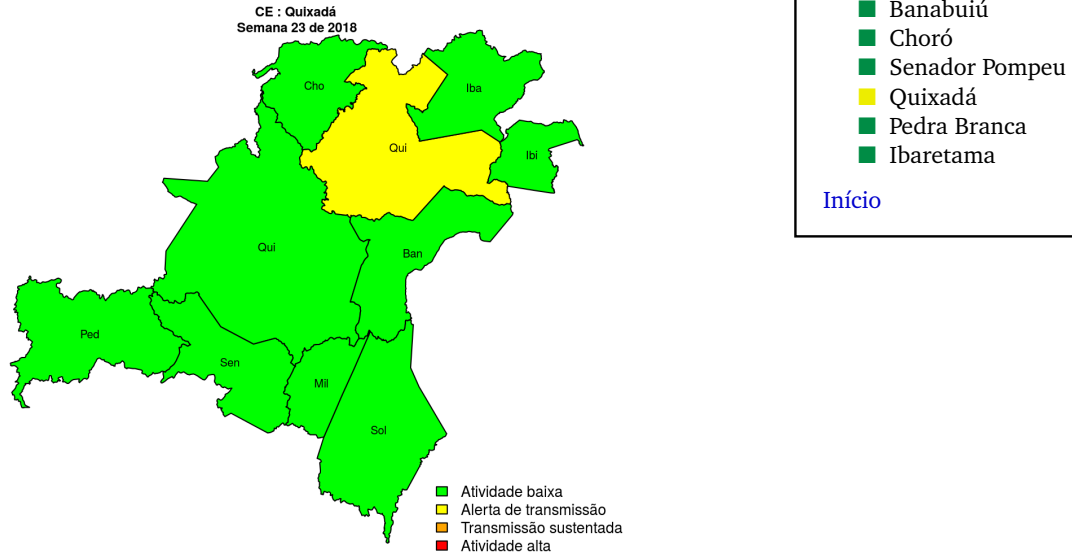 CE : Quixadá
Semana 23 de 2018
Cho
Iba
Qui
Ibi
Qui
Ban
Ped
Sen
Mil
Sol
Atividade baixa
Alerta de transmissão
Transmissão sustentada
Atividade alta
Banabuiú
Choró
Senador Pompeu
Quixadá
Pedra Branca
Ibaretama
Início